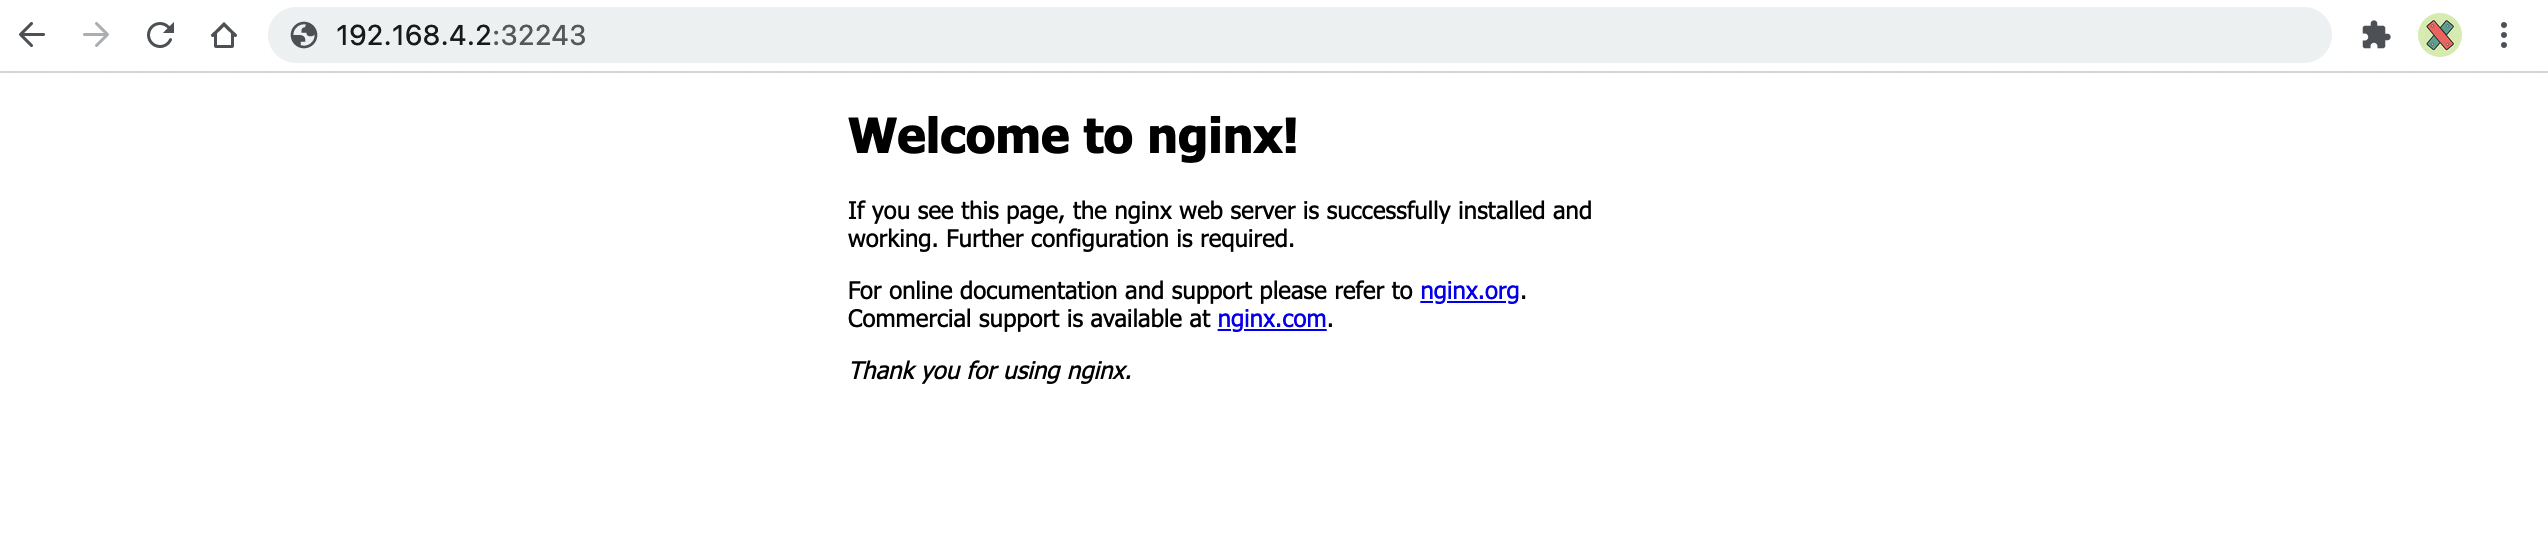 192.168.4.2:32243
Welcome to nginx!
If you see this page, the nginx web server is successfully installed and
working. Further configuration is required.
For online documentation and support please refer to nginx.org.
Commercial support is available at nginx.com.
Thank you for using nginx.